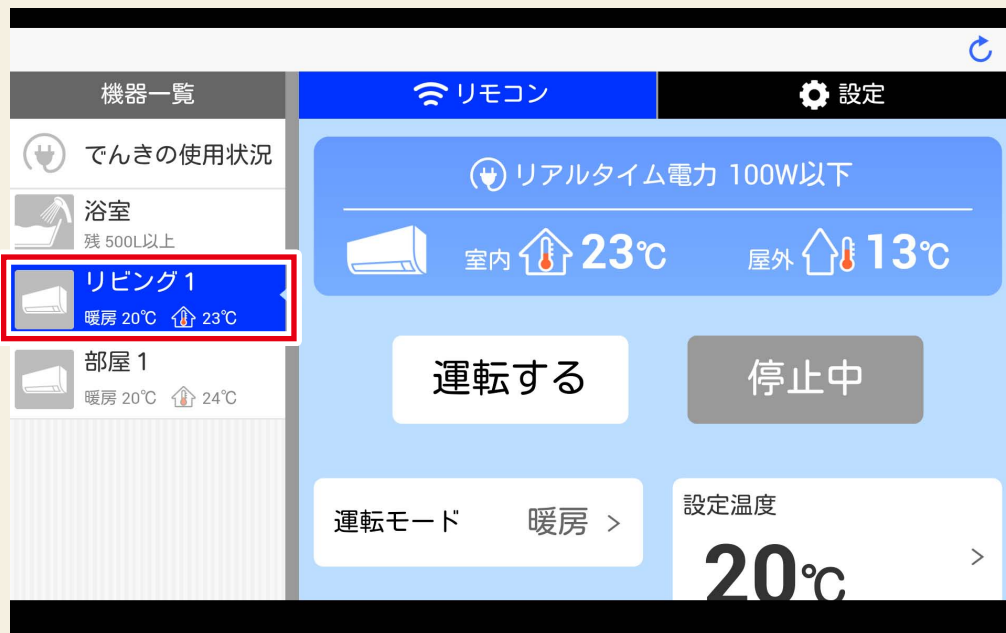 機器一覧
リモコン
設定
でんきの使用状況
浴室
残 500L以上
リビング1
暖房 20℃ 23℃
部屋1
暖房 20℃ 24℃
リアルタイム電力 100W以下
室内 23℃ 屋外 13℃
運転する
停止中
運転モード 暖房 >
設定温度
20℃ >